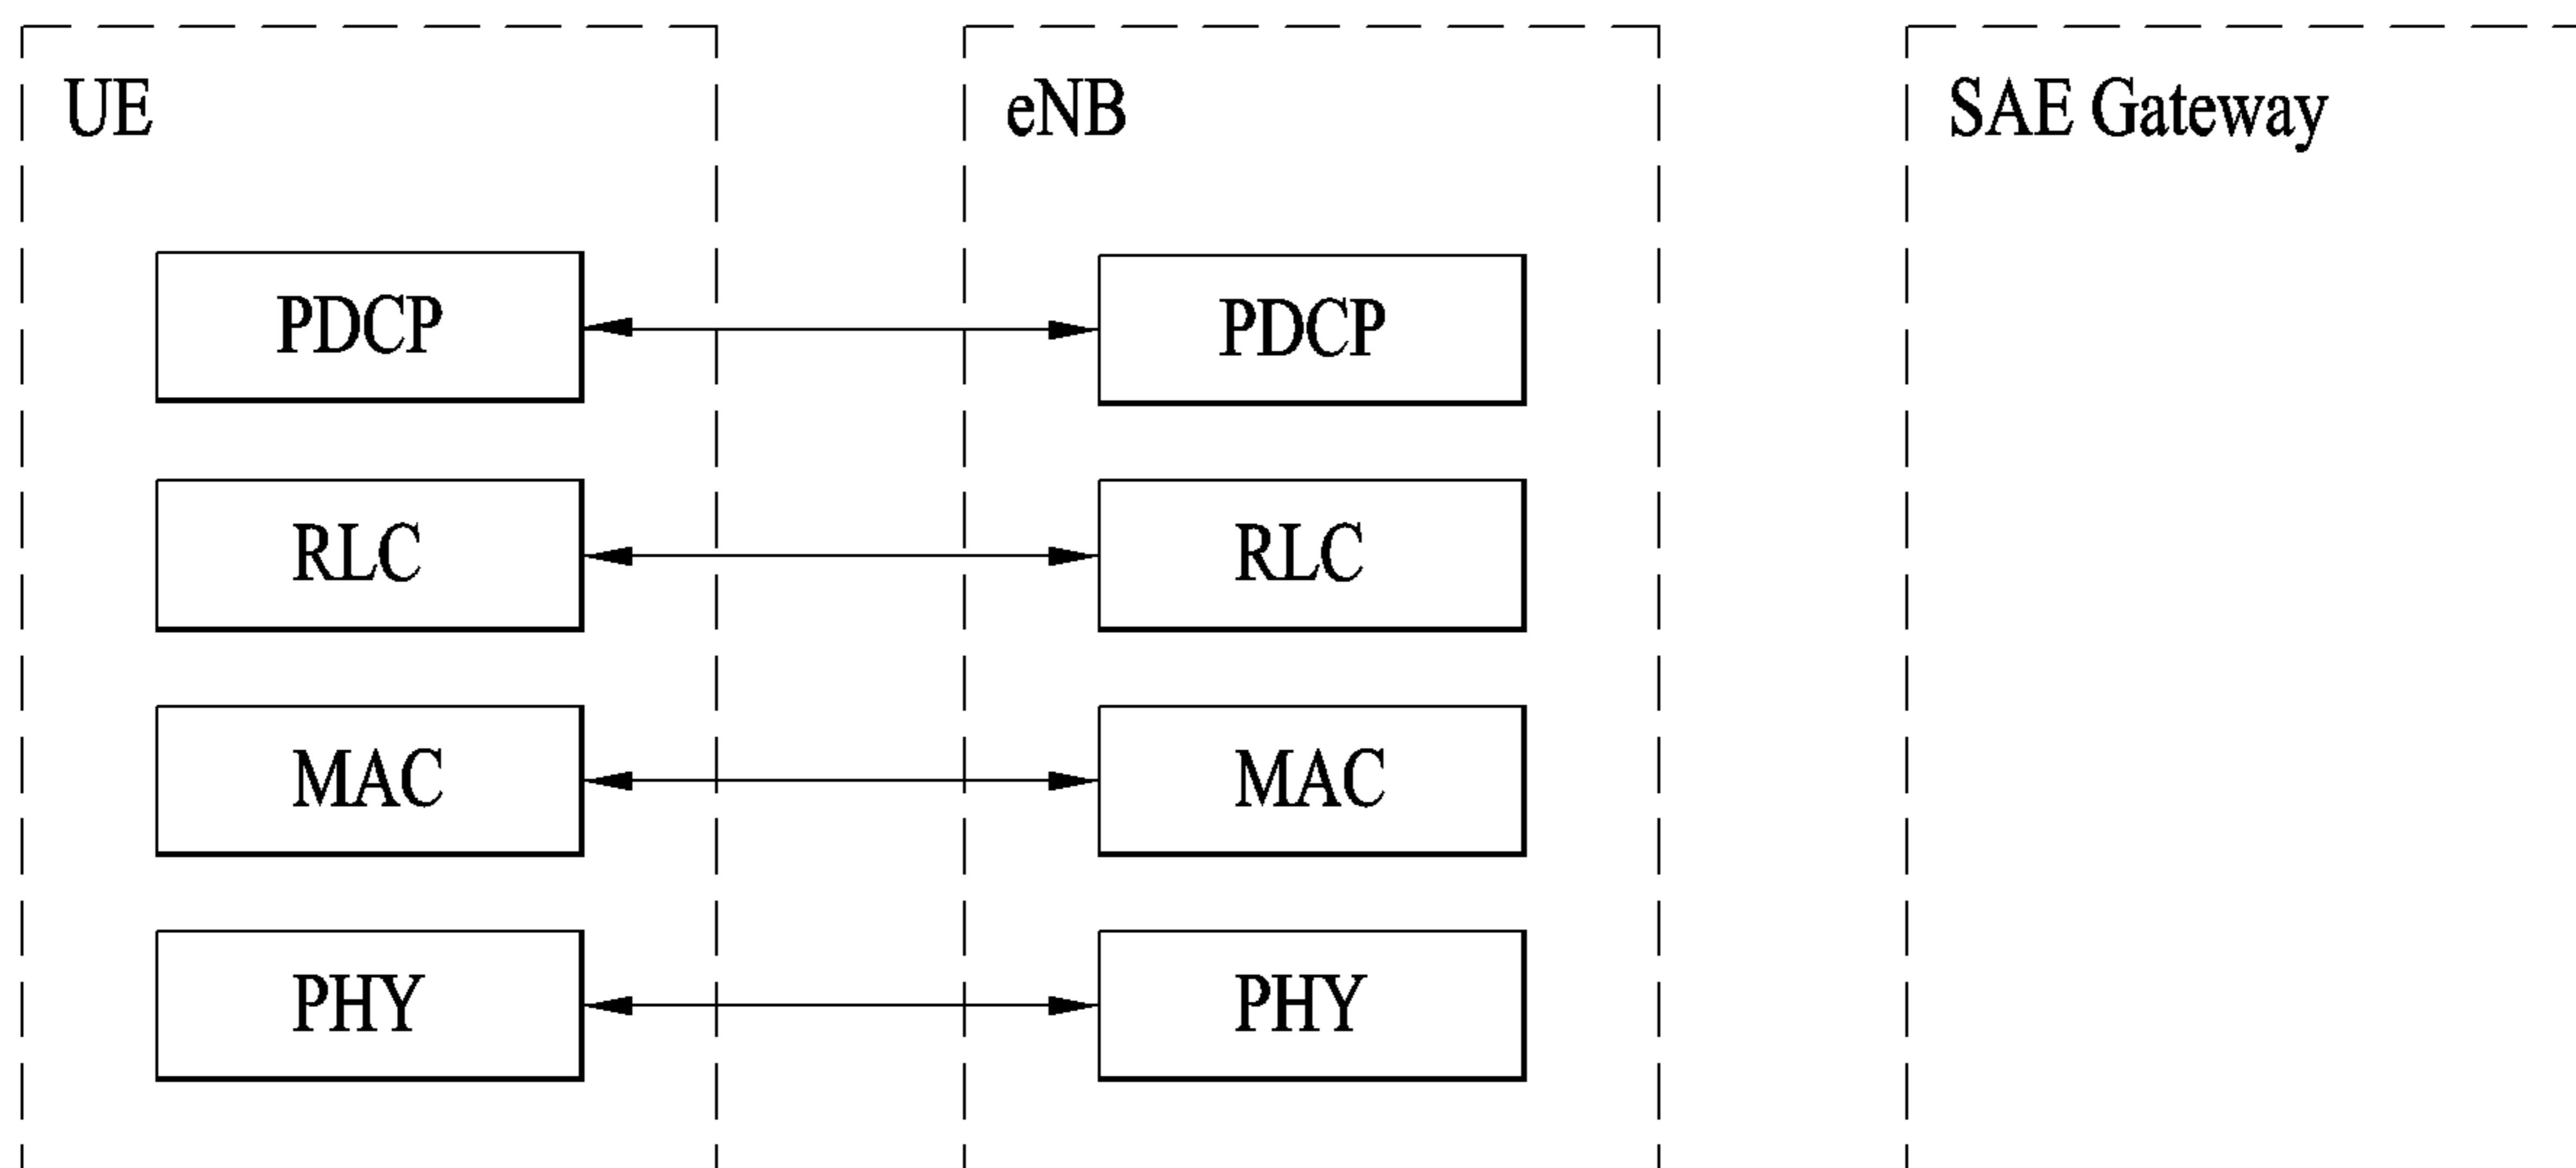 UE
eNB
SAE Gateway
PDCP
PDCP
RLC
RLC
MAC
MAC
PHY
PHY